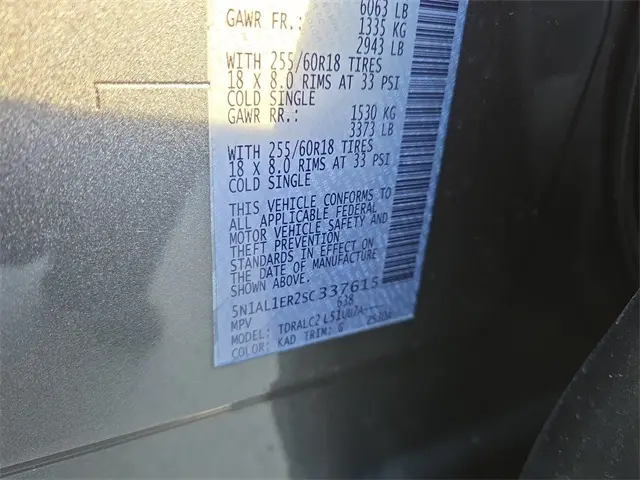 6063 LB
GAWR FR.: 1335 KG
2943 LB
WITH 255/60R18 TIRES
18 X 8.0 RIMS AT 33 PSI
COLD SINGLE
GAWR RR.: 1530 KG
3373 LB
WITH 255/60R18 TIRES
18 X 8.0 RIMS AT 33 PSI
COLD SINGLE
THIS VEHICLE CONFORMS TO
ALL APPLICABLE FEDERAL
MOTOR VEHICLE SAFETY AND
THEFT PREVENTION
STANDARDS IN EFFECT ON
THE DATE OF MANUFACTURE
SHOWN ABOVE.
5N1AL1ER2SC337615
MPV 638
MODEL: TDRALC2
COLOR: KAD TRIM: G